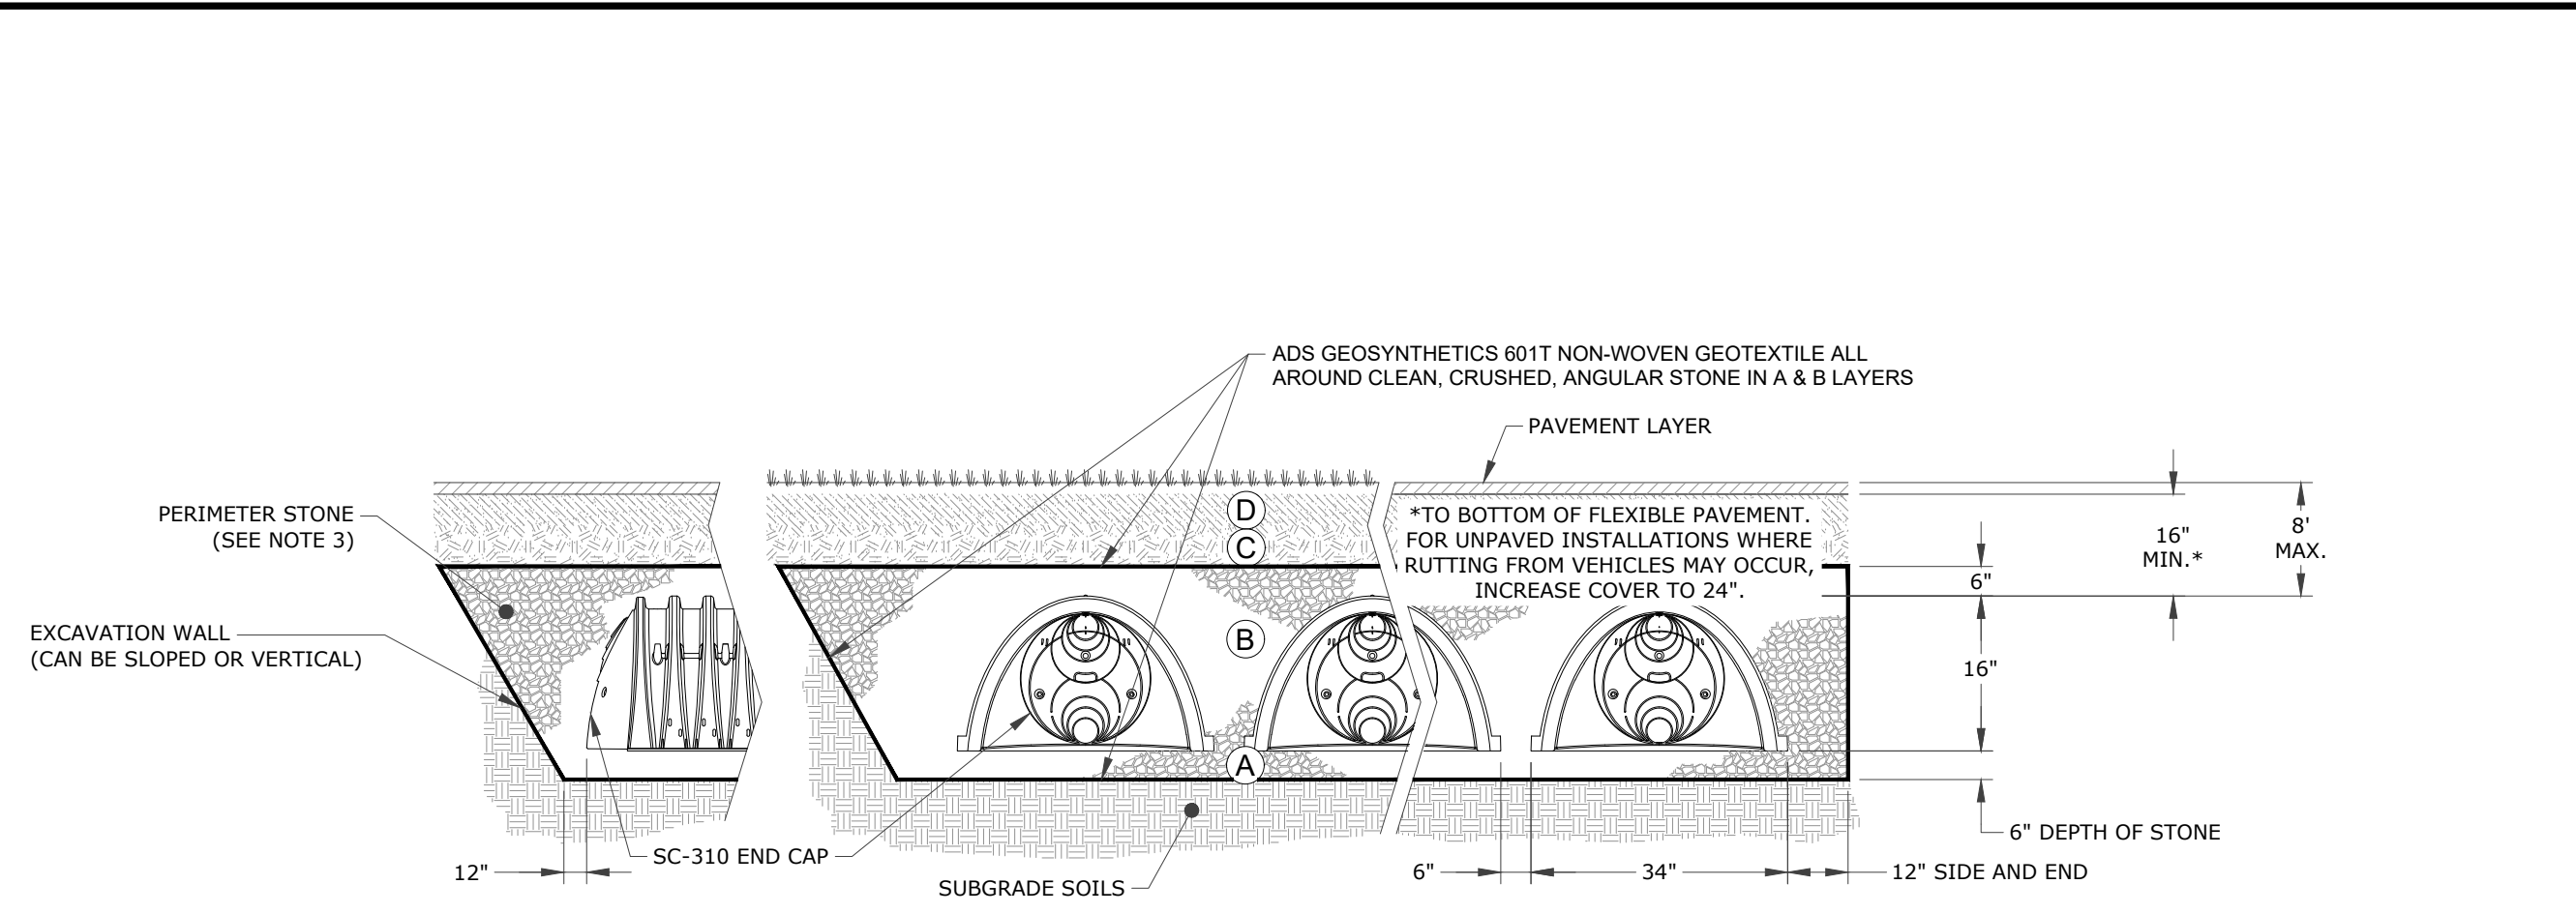 ADS GEOSYNTHETICS 601T NON-WOVEN GEOTEXTILE ALL
AROUND CLEAN, CRUSHED, ANGULAR STONE IN A & B LAYERS
PAVEMENT LAYER
PERIMETER STONE
(SEE NOTE 3)
EXCAVATION WALL
(CAN BE SLOPED OR VERTICAL)
D
C
B
A
*TO BOTTOM OF FLEXIBLE PAVEMENT.
FOR UNPAVED INSTALLATIONS WHERE
RUTTING FROM VEHICLES MAY OCCUR,
INCREASE COVER TO 24".
16"
MIN.*
8'
MAX.
6"
16"
6" DEPTH OF STONE
12"
SC-310 END CAP
SUBGRADE SOILS
6"
34"
12" SIDE AND END